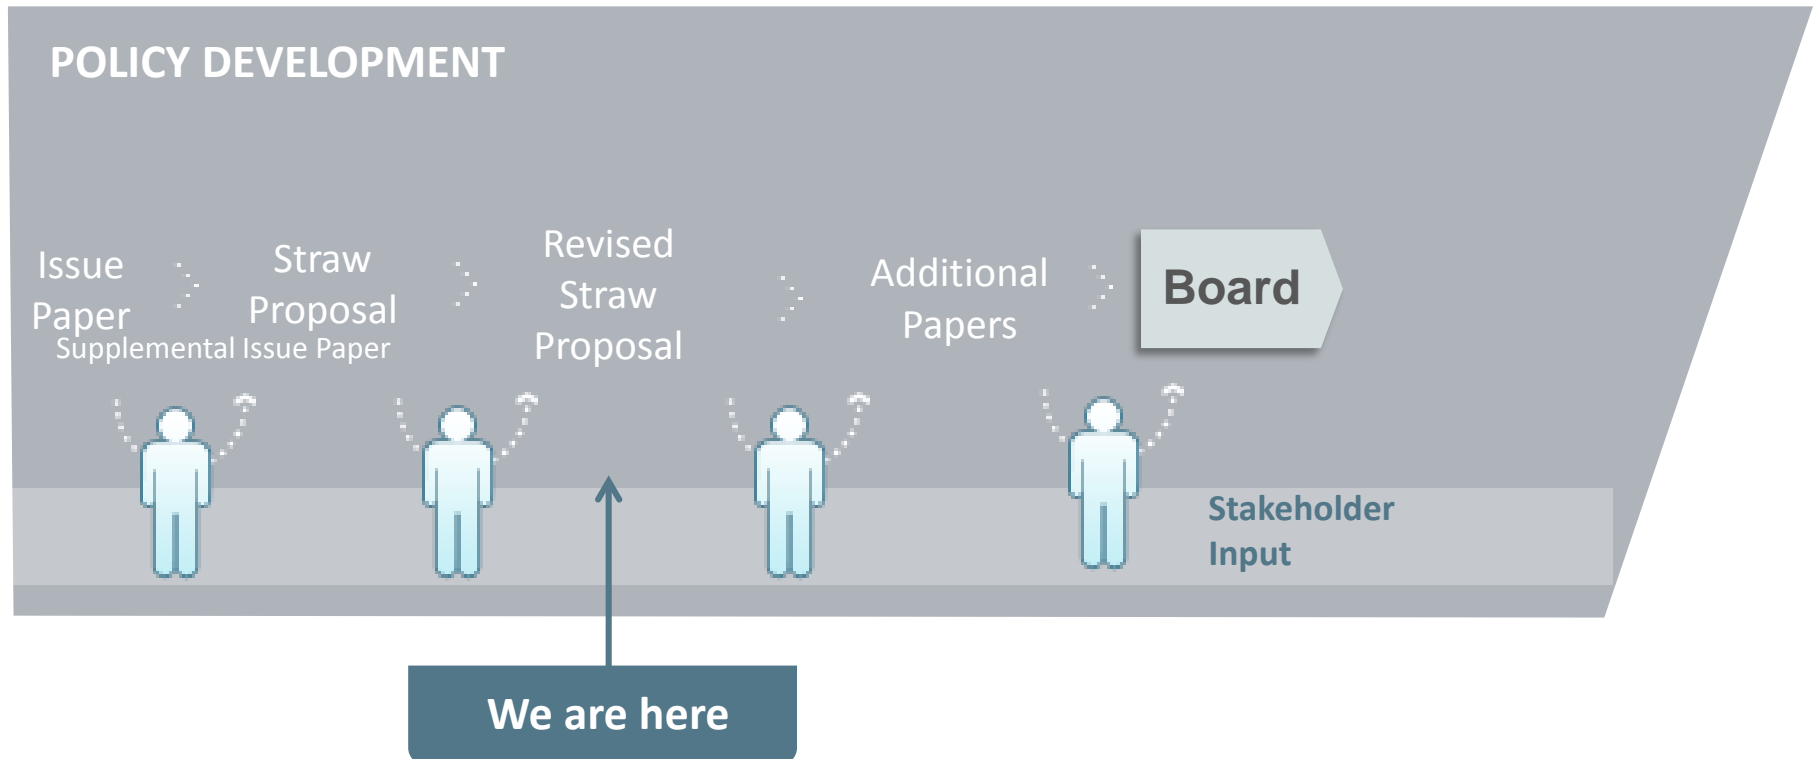 POLICY DEVELOPMENT
Issue
Paper
Straw
Proposal
Supplemental Issue Paper
Revised
Straw
Proposal
Additional
Papers
Board
Stakeholder
Input
We are here